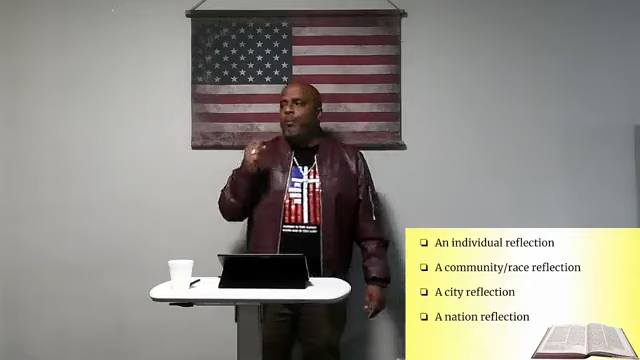 ❏ An individual reflection
❏ A community/race reflection
❏ A city reflection
❏ A nation reflection